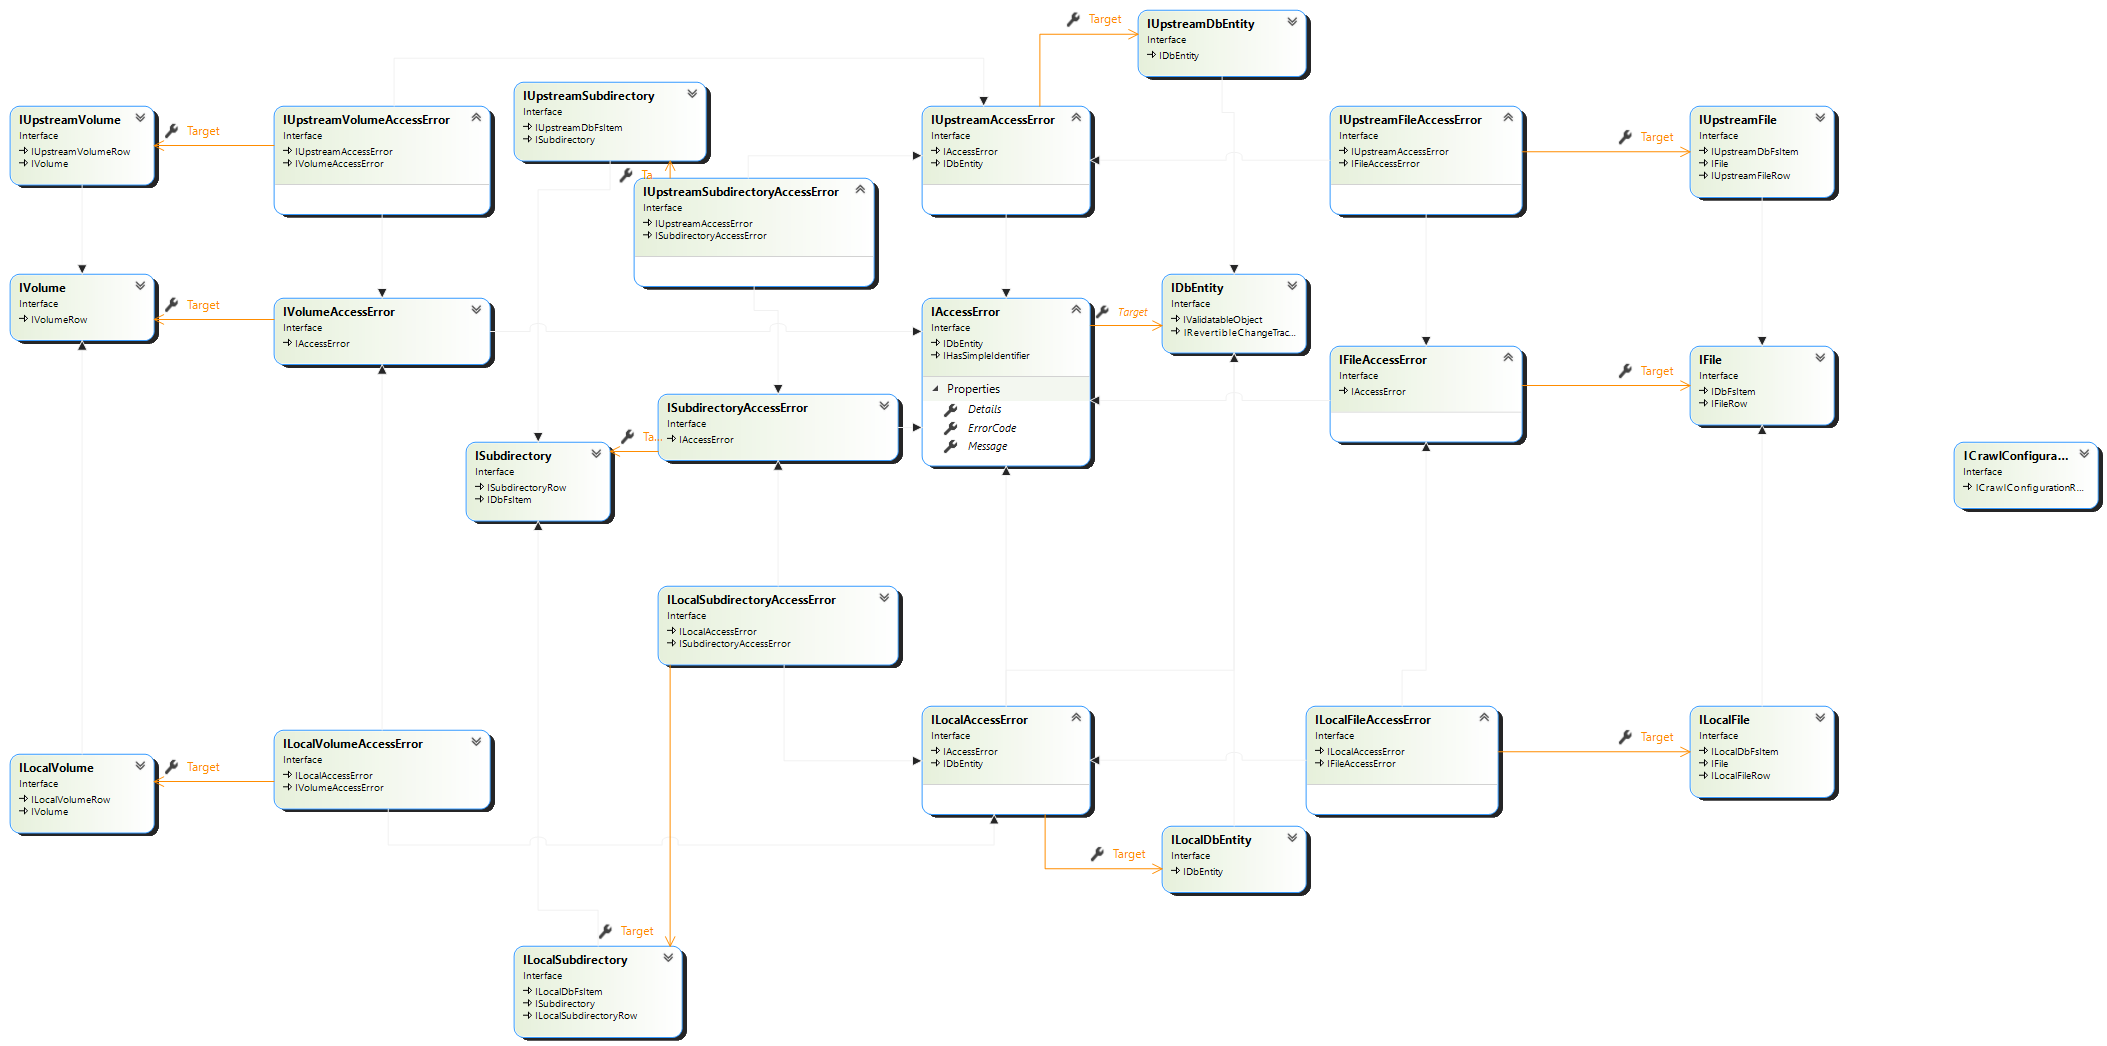 Target
IUpstreamDbEntity
Interface
IDbEntity
IUpstreamSubdirectory
Interface
IUpstreamDbFsItem
ISubdirectory
IUpstreamVolume
Interface
IUpstreamVolumeRow
IVolume
Target
IUpstreamVolumeAccessError
Interface
IUpstreamAccessError
IVolumeAccessError
IUpstreamAccessError
Interface
IAccessError
IDbEntity
IUpstreamFileAccessError
Interface
IUpstreamAccessError
IFileAccessError
Target
IUpstreamFile
Interface
IUpstreamDbFsItem
IFile
IUpstreamFileRow
Ta
IUpstreamSubdirectoryAccessError
Interface
IUpstreamAccessError
ISubdirectoryAccessError
IVolume
Interface
IVolumeRow
Target
IVolumeAccessError
Interface
IAccessError
IAccessError
Interface
IDbEntity
IHasSimpleIdentifier
Properties
Details
ErrorCode
Message
Target
IDbEntity
Interface
IValidatableObject
IRevertibleChangeTrac...
IFileAccessError
Interface
IAccessError
Target
IFile
Interface
IDbFsItem
IFileRow
ISubdirectoryAccessError
Interface
IAccessError
Ta...
ISubdirectory
Interface
ISubdirectoryRow
IDbFsItem
ICrawlConfigura...
Interface
ICrawlConfigurationR...
ILocalSubdirectoryAccessError
Interface
ILocalAccessError
ISubdirectoryAccessError
ILocalVolume
Interface
ILocalVolumeRow
IVolume
Target
ILocalVolumeAccessError
Interface
ILocalAccessError
IVolumeAccessError
ILocalAccessError
Interface
IAccessError
IDbEntity
ILocalFileAccessError
Interface
ILocalAccessError
IFileAccessError
Target
ILocalFile
Interface
ILocalDbFsItem
IFile
ILocalFileRow
Target
ILocalDbEntity
Interface
IDbEntity
Target
ILocalSubdirectory
Interface
ILocalDbFsItem
ISubdirectory
ILocalSubdirectoryRow